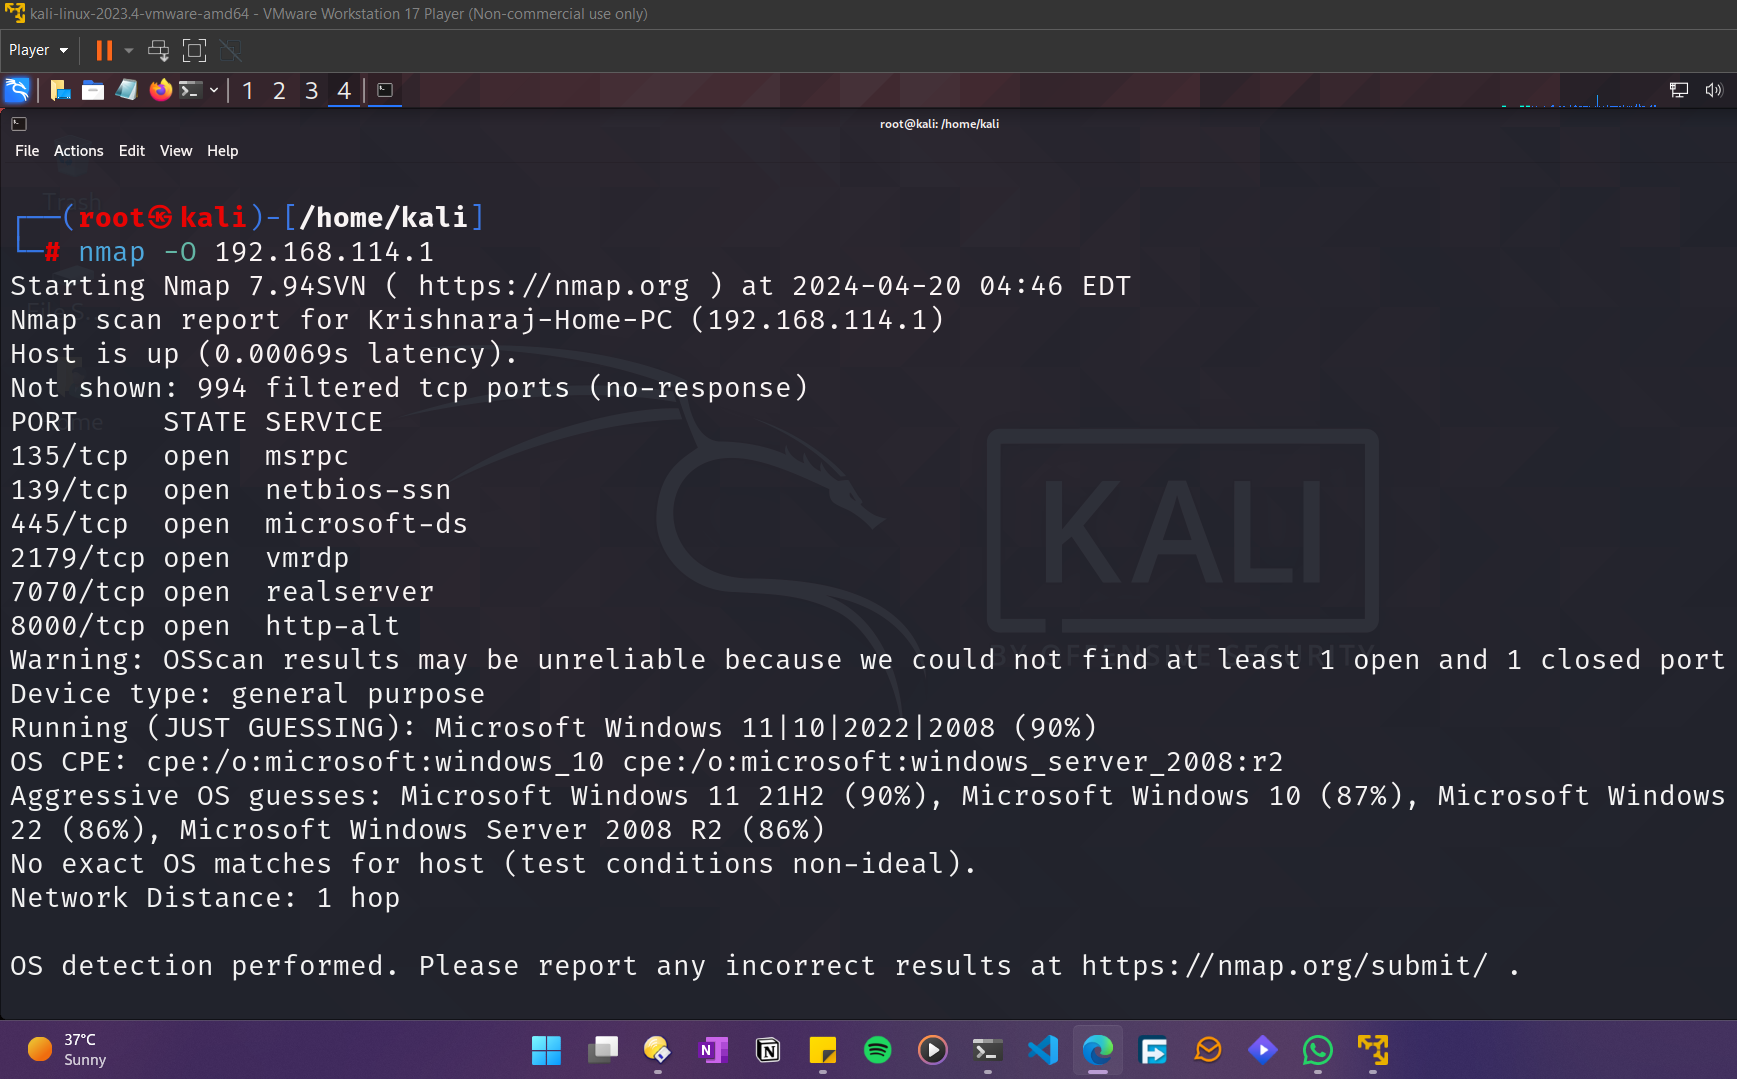 kali-linux-2023.4-vmware-amd64 - VMware Workstation 17 Player (Non-commercial use only)
Player
1 2 3 4
root@kali: /home/kali
File Actions Edit View Help
Trash
(root㉿kali)-[/home/kali]
# nmap -O 192.168.114.1
Starting Nmap 7.94SVN ( https://nmap.org ) at 2024-04-20 04:46 EDT
Nmap scan report for Krishnaraj-Home-PC (192.168.114.1)
Host is up (0.00069s latency).
Not shown: 994 filtered tcp ports (no-response)
PORT     STATE SERVICE
135/tcp  open  msrpc
139/tcp  open  netbios-ssn
445/tcp  open  microsoft-ds
2179/tcp open  vmrdp
7070/tcp open  realserver
8000/tcp open  http-alt
KALI
BY OFFENSIVE SECURITY
Warning: OSScan results may be unreliable because we could not find at least 1 open and 1 closed port
Device type: general purpose
Running (JUST GUESSING): Microsoft Windows 11|10|2022|2008 (90%)
OS CPE: cpe:/o:microsoft:windows_10 cpe:/o:microsoft:windows_server_2008:r2
Aggressive OS guesses: Microsoft Windows 11 21H2 (90%), Microsoft Windows 10 (87%), Microsoft Windows
22 (86%), Microsoft Windows Server 2008 R2 (86%)
No exact OS matches for host (test conditions non-ideal).
Network Distance: 1 hop
OS detection performed. Please report any incorrect results at https://nmap.org/submit/ .
37°C
Sunny